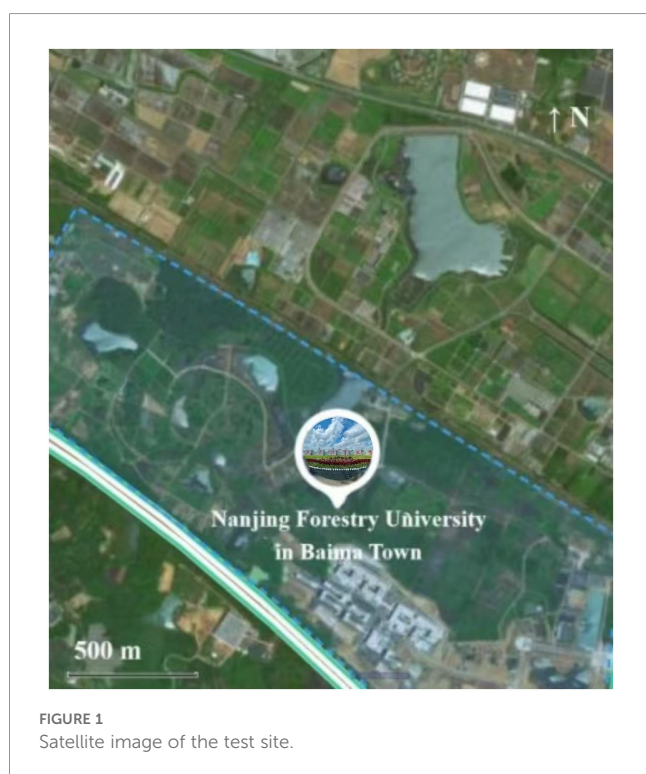 ↑ N
Nanjing Forestry University
in Baima Town
500 m
FIGURE 1
Satellite image of the test site.